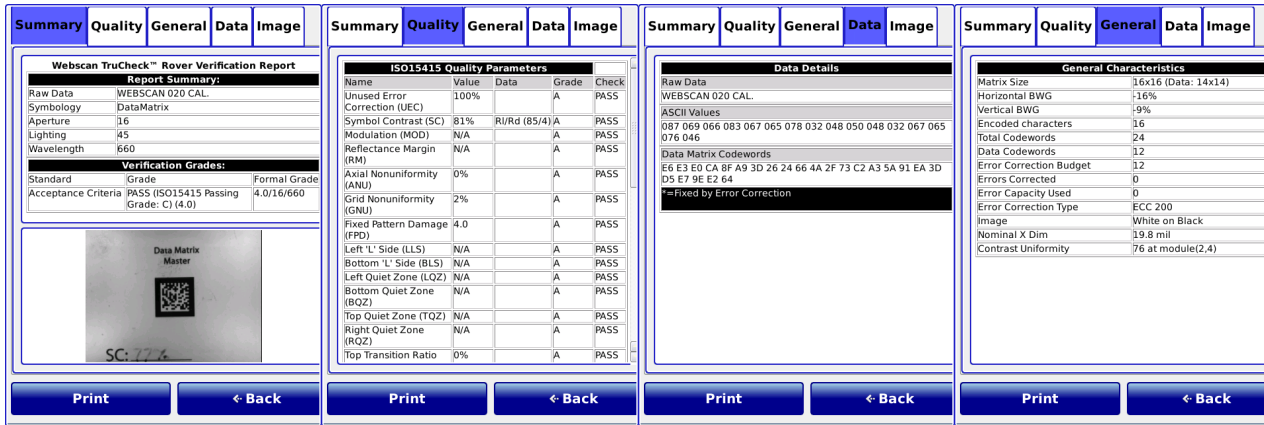 Summary Quality General Data Image
Webscan TruCheck™ Rover Verification Report
Report Summary:
Raw Data WEBSCAN 020 CAL.
Symbology DataMatrix
Aperture 16
Lighting 45
Wavelength 660
Verification Grades:
Standard Grade Formal Grade
Acceptance Criteria PASS (ISO15415 Passing 4.0/16/660
Grade: C) (4.0)
Data Matrix
Master
SC: 77%
Print Back
Summary Quality General Data Image
ISO15415 Quality Parameters
Name Value Data Grade Check
Unused Error 100% A PASS
Correction (UEC)
Symbol Contrast (SC) 81% Rl/Rd (85/4) A PASS
Modulation (MOD) N/A A PASS
Reflectance Margin N/A A PASS
(RM)
Axial Nonuniformity 0% A PASS
(ANU)
Grid Nonuniformity 2% A PASS
(GNU)
Fixed Pattern Damage 4.0 A PASS
(FPD)
Left 'L' Side (LLS) N/A A PASS
Bottom 'L' Side (BLS) N/A A PASS
Left Quiet Zone (LQZ) N/A A PASS
Bottom Quiet Zone N/A A PASS
(BQZ)
Top Quiet Zone (TQZ) N/A A PASS
Right Quiet Zone N/A A PASS
(RQZ)
Top Transition Ratio 0% A PASS
Print Back
Summary Quality General Data Image
Data Details
Raw Data
WEBSCAN 020 CAL.
ASCII Values
087 069 066 083 067 065 078 032 048 050 048 032 067 065
076 046
Data Matrix Codewords
E6 E3 E0 CA 8F A9 3D 26 24 66 4A 2F 73 C2 A3 5A 91 EA 3D
D5 E7 9E E2 64
*=Fixed by Error Correction
Print Back
Summary Quality General Data Image
General Characteristics
Matrix Size 16x16 (Data: 14x14)
Horizontal BWG -16%
Vertical BWG -9%
Encoded characters 16
Total Codewords 24
Data Codewords 12
Error Correction Budget 12
Errors Corrected 0
Error Capacity Used 0
Error Correction Type ECC 200
Image White on Black
Nominal X Dim 19.8 mil
Contrast Uniformity 76 at module(2,4)
Print Back